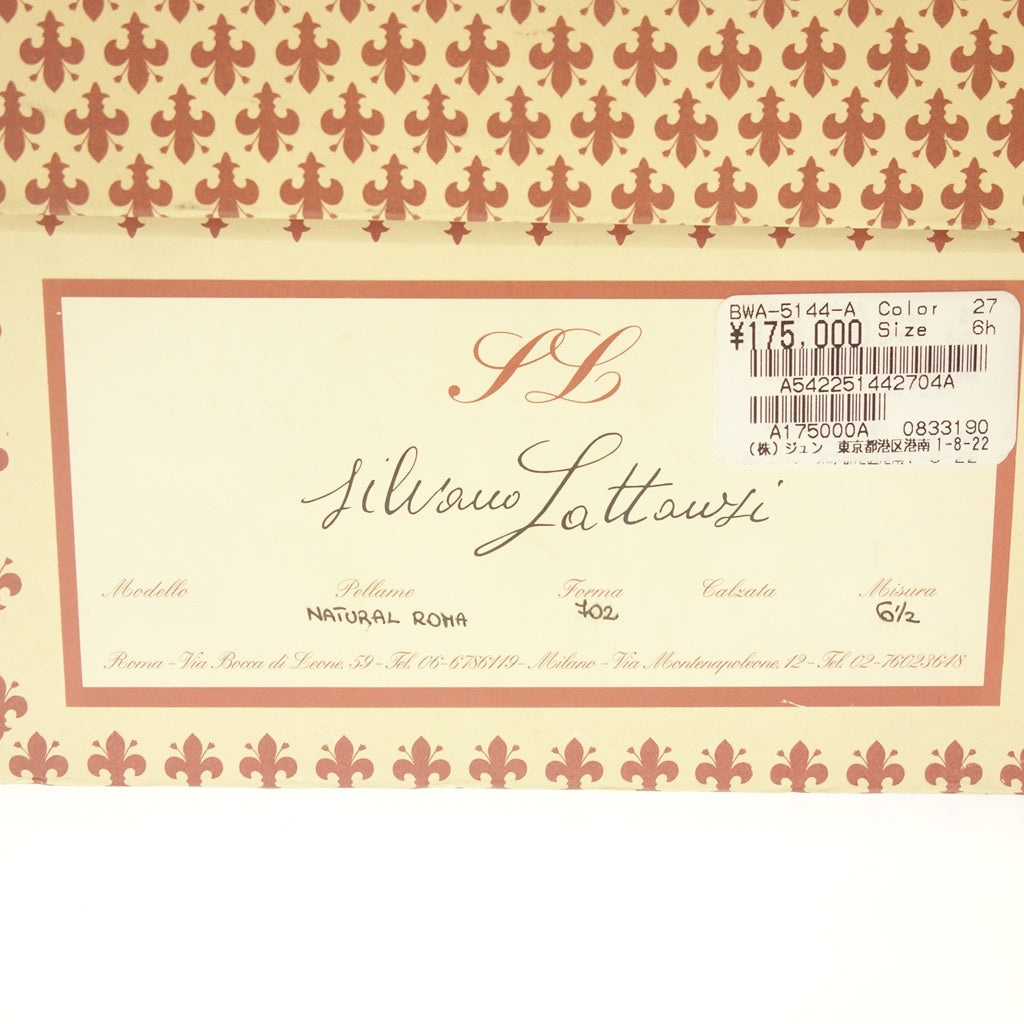 SL
Silvano Lattanzi
Modello Pellame Forma Calzata Misura
NATURAL ROMA 702 6½
Roma - Via Bocca di Leone, 59 - Tel. 06-6786119 - Milano - Via Montenapoleone, 12 - Tel. 02-76023648
BWA-5144-A Color 27
¥175,000 Size 6h
A542251442704A
A175000A 0833190
(株)ジュン 東京都港区港南1-8-22